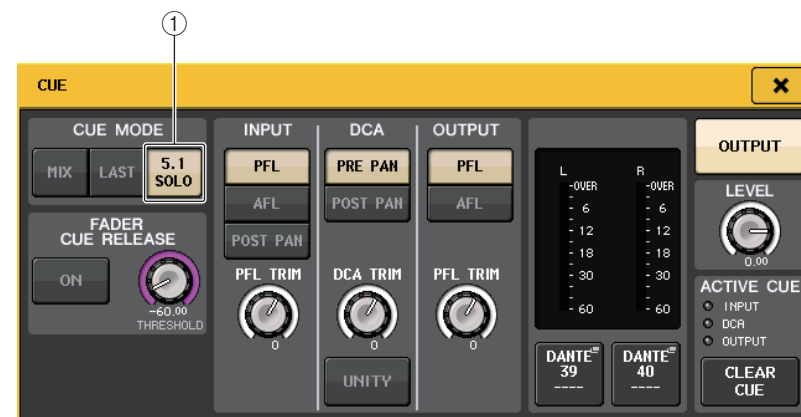 1
CUE
CUE MODE
MIX
LAST
5.1
SOLO
FADER
CUE RELEASE
ON
-60.00
THRESHOLD
INPUT
PFL
AFL
POST PAN
PFL TRIM
0
DCA
PRE PAN
POST PAN
DCA TRIM
0
UNITY
OUTPUT
PFL
AFL
PFL TRIM
0
L R
-OVER -OVER
- 6 - 6
- 12 - 12
- 18 - 18
- 30 - 30
- 60 - 60
DANTE
39
----
DANTE
40
----
OUTPUT
LEVEL
0.00
ACTIVE CUE
INPUT
DCA
OUTPUT
CLEAR
CUE